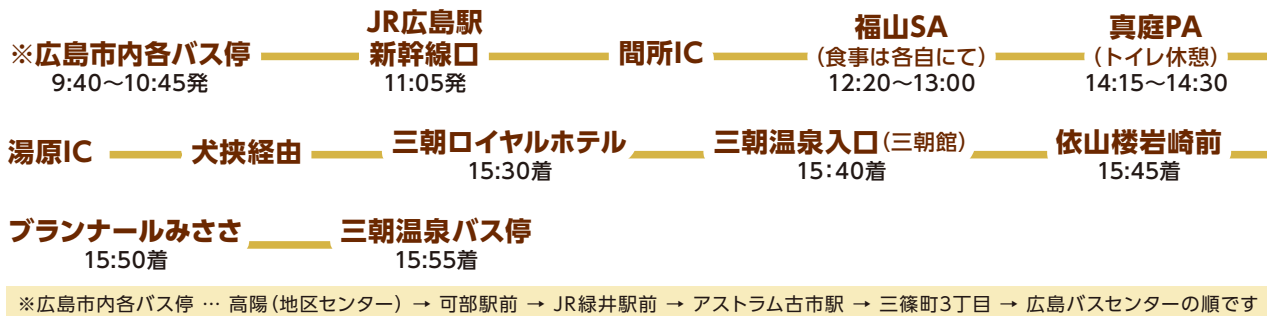 ※広島市内各バス停
9:40～10:45発
JR広島駅
新幹線口
11:05発
間所IC
福山SA
(食事は各自にて)
12:20～13:00
真庭PA
(トイレ休憩)
14:15～14:30
湯原IC
犬挟経由
三朝ロイヤルホテル
15:30着
三朝温泉入口(三朝館)
15:40着
依山楼岩崎前
15:45着
ブランナールみささ
15:50着
三朝温泉バス停
15:55着
※広島市内各バス停 … 高陽(地区センター) → 可部駅前 → JR緑井駅前 → アストラム古市駅 → 三篠町3丁目 → 広島バスセンターの順です